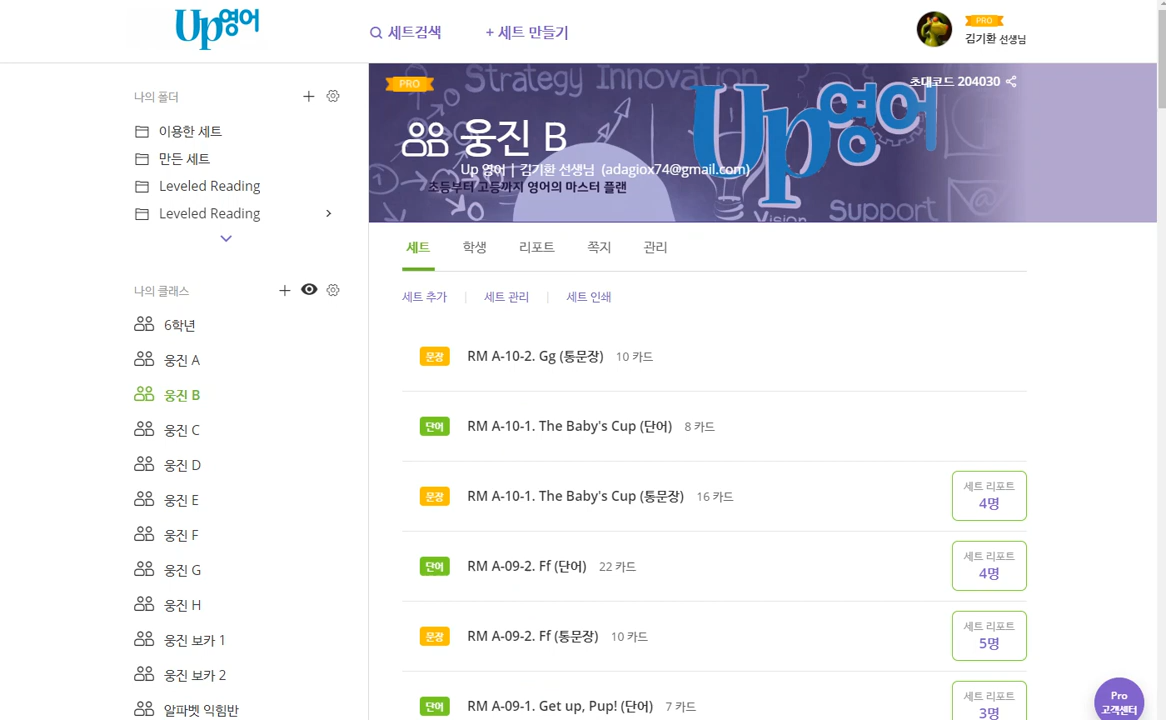 Up영어
세트검색
+ 세트 만들기
PRO
김기환 선생님
나의 폴더
이용한 세트
만든 세트
Leveled Reading
Leveled Reading
나의 클래스
6학년
웅진 A
웅진 B
웅진 C
웅진 D
웅진 E
웅진 F
웅진 G
웅진 H
웅진 보카 1
웅진 보카 2
알파벳 익힘반
PRO
Strategy Innovation
초대코드 204030
웅진 B
Up영어
Up 영어 | 김기환 선생님 (adagiox74@gmail.com)
초등부터 고등까지 영어의 마스터 플랜
Vision
Support
세트
학생
리포트
쪽지
관리
세트 추가 | 세트 관리 | 세트 인쇄
문장 RM A-10-2. Gg (통문장) 10 카드
단어 RM A-10-1. The Baby's Cup (단어) 8 카드
문장 RM A-10-1. The Baby's Cup (통문장) 16 카드
세트 리포트
4명
단어 RM A-09-2. Ff (단어) 22 카드
세트 리포트
4명
문장 RM A-09-2. Ff (통문장) 10 카드
세트 리포트
5명
단어 RM A-09-1. Get up, Pup! (단어) 7 카드
세트 리포트
3명
Pro
고객센터